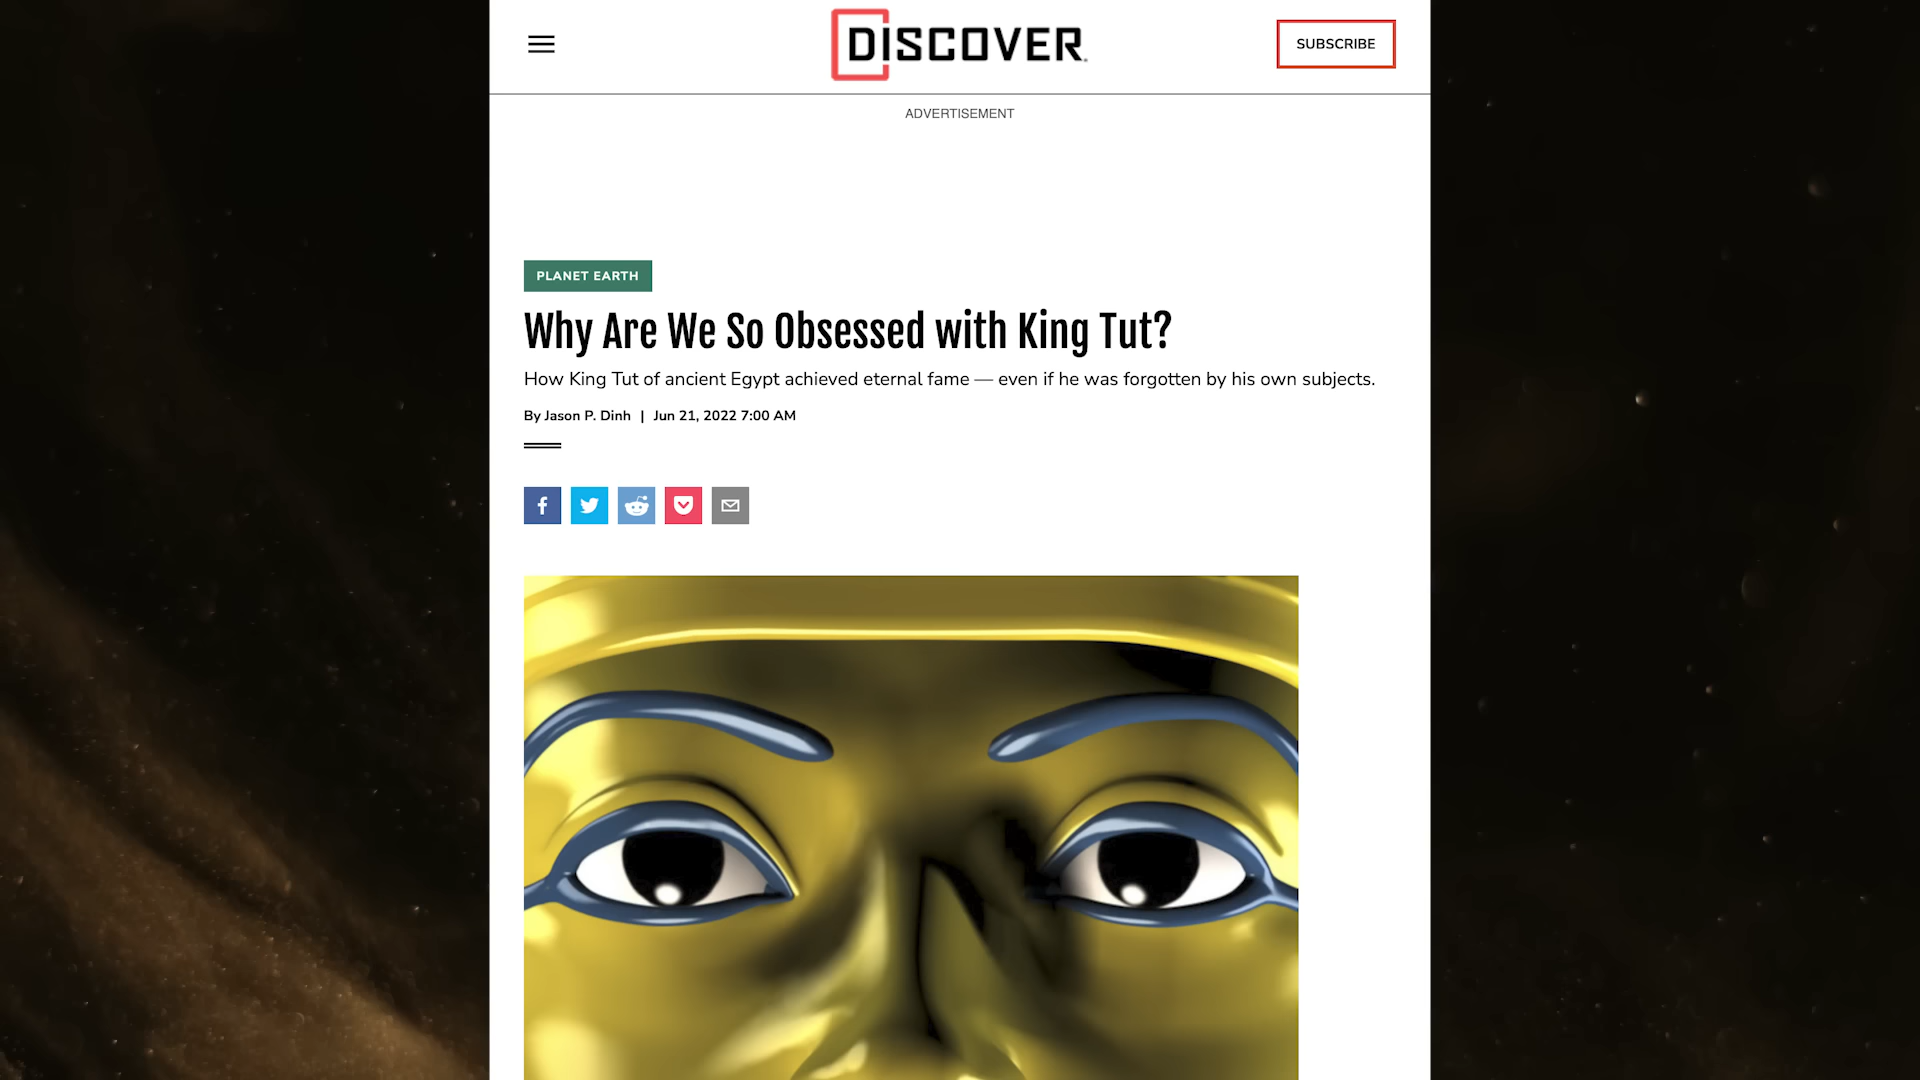 DISCOVER
SUBSCRIBE
ADVERTISEMENT
PLANET EARTH
Why Are We So Obsessed with King Tut?
How King Tut of ancient Egypt achieved eternal fame — even if he was forgotten by his own subjects.
By Jason P. Dinh | Jun 21, 2022 7:00 AM